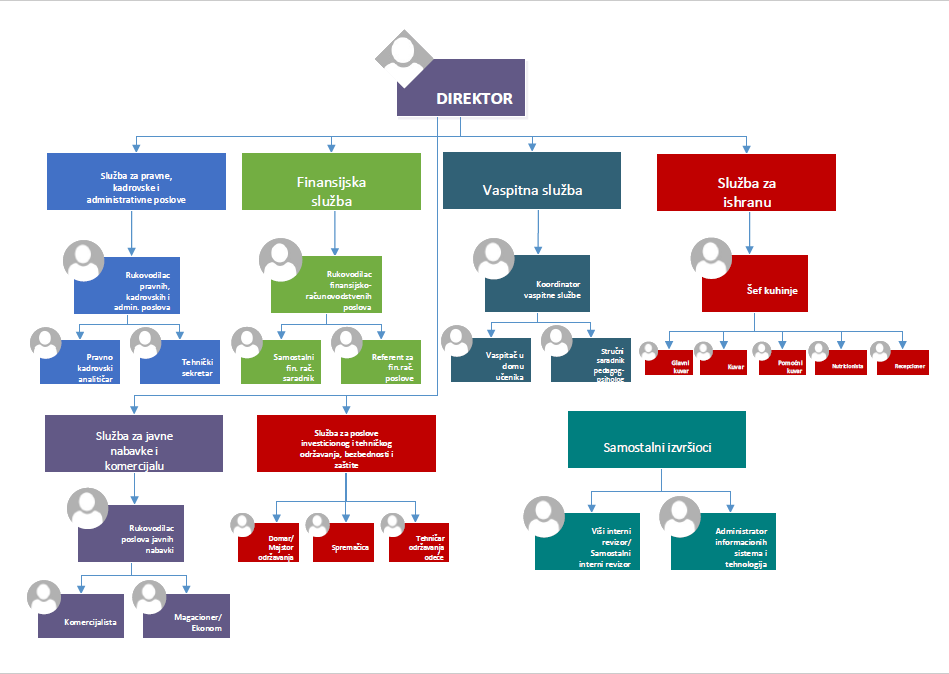 DIREKTOR
Služba za pravne,
kadrovske i
administrativne poslove
Finansijska
služba
Vaspitna služba
Služba za
ishranu
Rukovodilac
pravnih,
kadrovskih i
admin. poslova
Rukovodilac
finansijsko-
računovodstvenih
poslova
Koordinator
vaspitne službe
Šef kuhinje
Pravno
kadrovski
analitičar
Tehnički
sekretar
Samostalni
fin. rač.
saradnik
Referent za
fin.rač.
poslove
Vaspitač u
domu
učenika
Stručni
saradnik
pedagog-
psiholog
Glavni
kuvar
Kuvar
Pomoćni
kuvar
Nutricionista
Recepcioner
Služba za javne
nabavke i
komercijalu
Služba za poslove
investicionog i tehničkog
održavanja, bezbednosti i
zaštite
Samostalni izvršioci
Rukovodilac
poslova javnih
nabavki
Domar/
Majstor
održavanja
Spremačica
Tehničar
održavanja
odeće
Viši interni
revizor/
Samostalni
interni revizor
Administrator
informacionih
sistema i
tehnologija
Komercijalista
Magacioner/
Ekonom